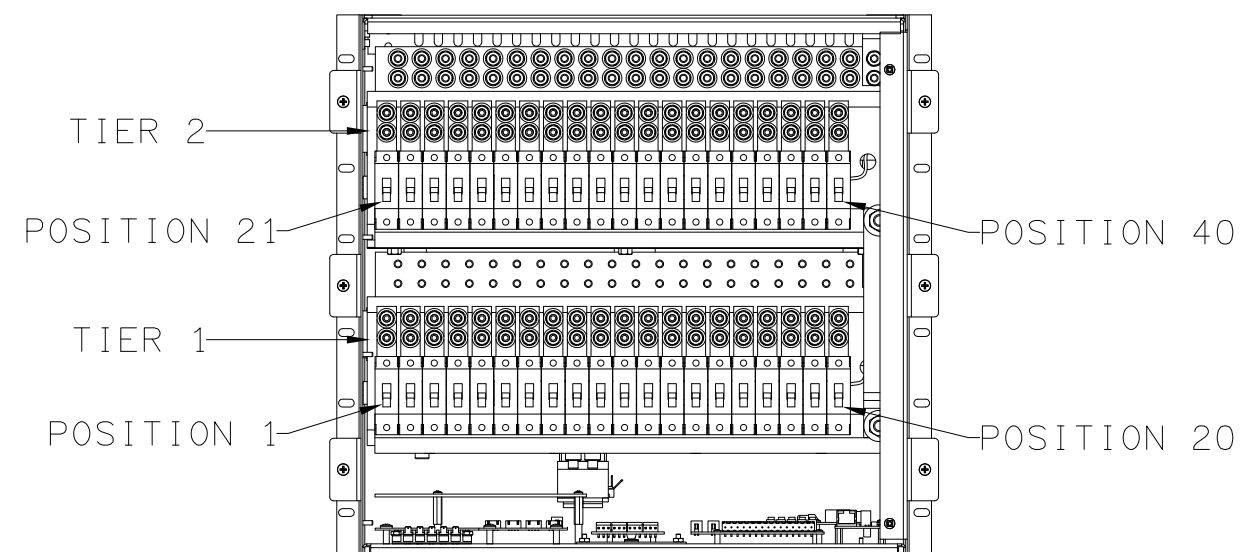 TIER 2
POSITION 21
POSITION 40
TIER 1
POSITION 1
POSITION 20